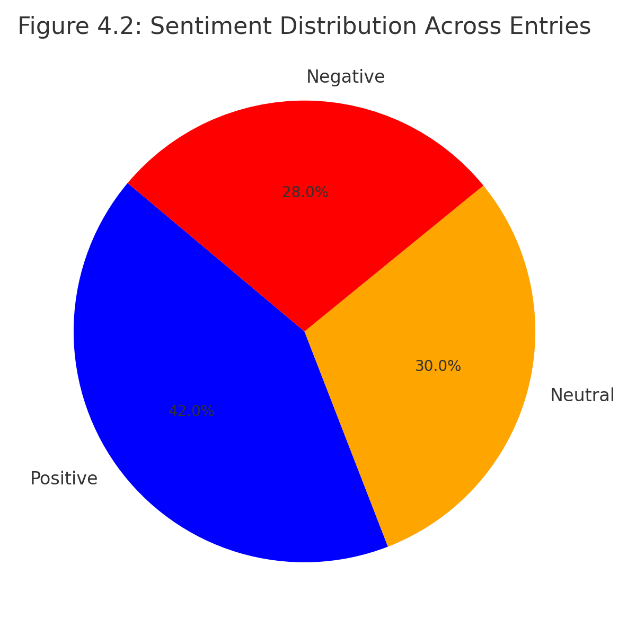 Figure 4.2: Sentiment Distribution Across Entries
Negative
28.0%
30.0%
Neutral
42.0%
Positive